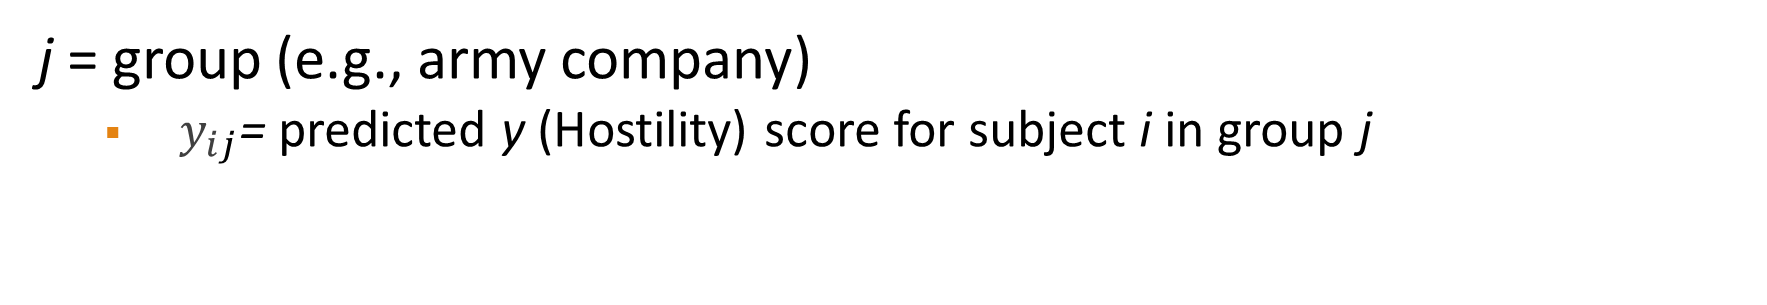 j = group (e.g., army company)
▪ yij= predicted y (Hostility) score for subject i in group j